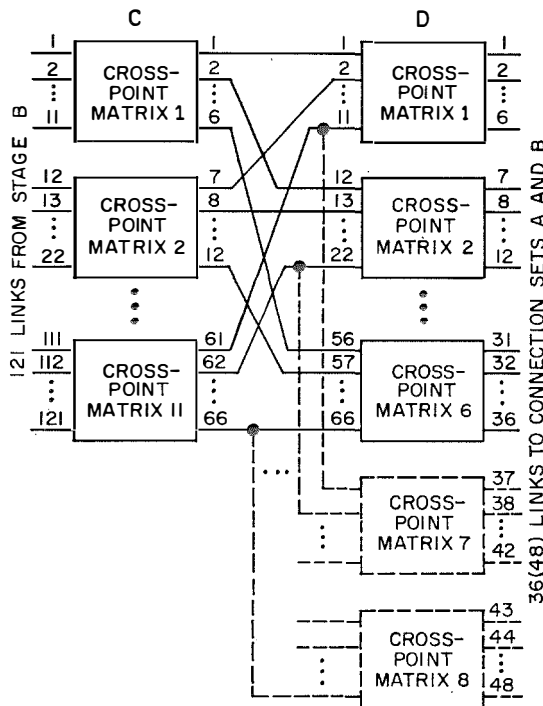 C
D
121 LINKS FROM STAGE B
1
2
11
CROSS-
POINT
MATRIX 1
1
2
6
1
2
11
CROSS-
POINT
MATRIX 1
1
2
6
12
13
22
CROSS-
POINT
MATRIX 2
7
8
12
12
13
22
CROSS-
POINT
MATRIX 2
7
8
12
111
112
121
CROSS-
POINT
MATRIX 11
61
62
66
56
57
66
CROSS-
POINT
MATRIX 6
31
32
36
CROSS-
POINT
MATRIX 7
37
38
42
CROSS-
POINT
MATRIX 8
43
44
48
36(48) LINKS TO CONNECTION SETS A AND B